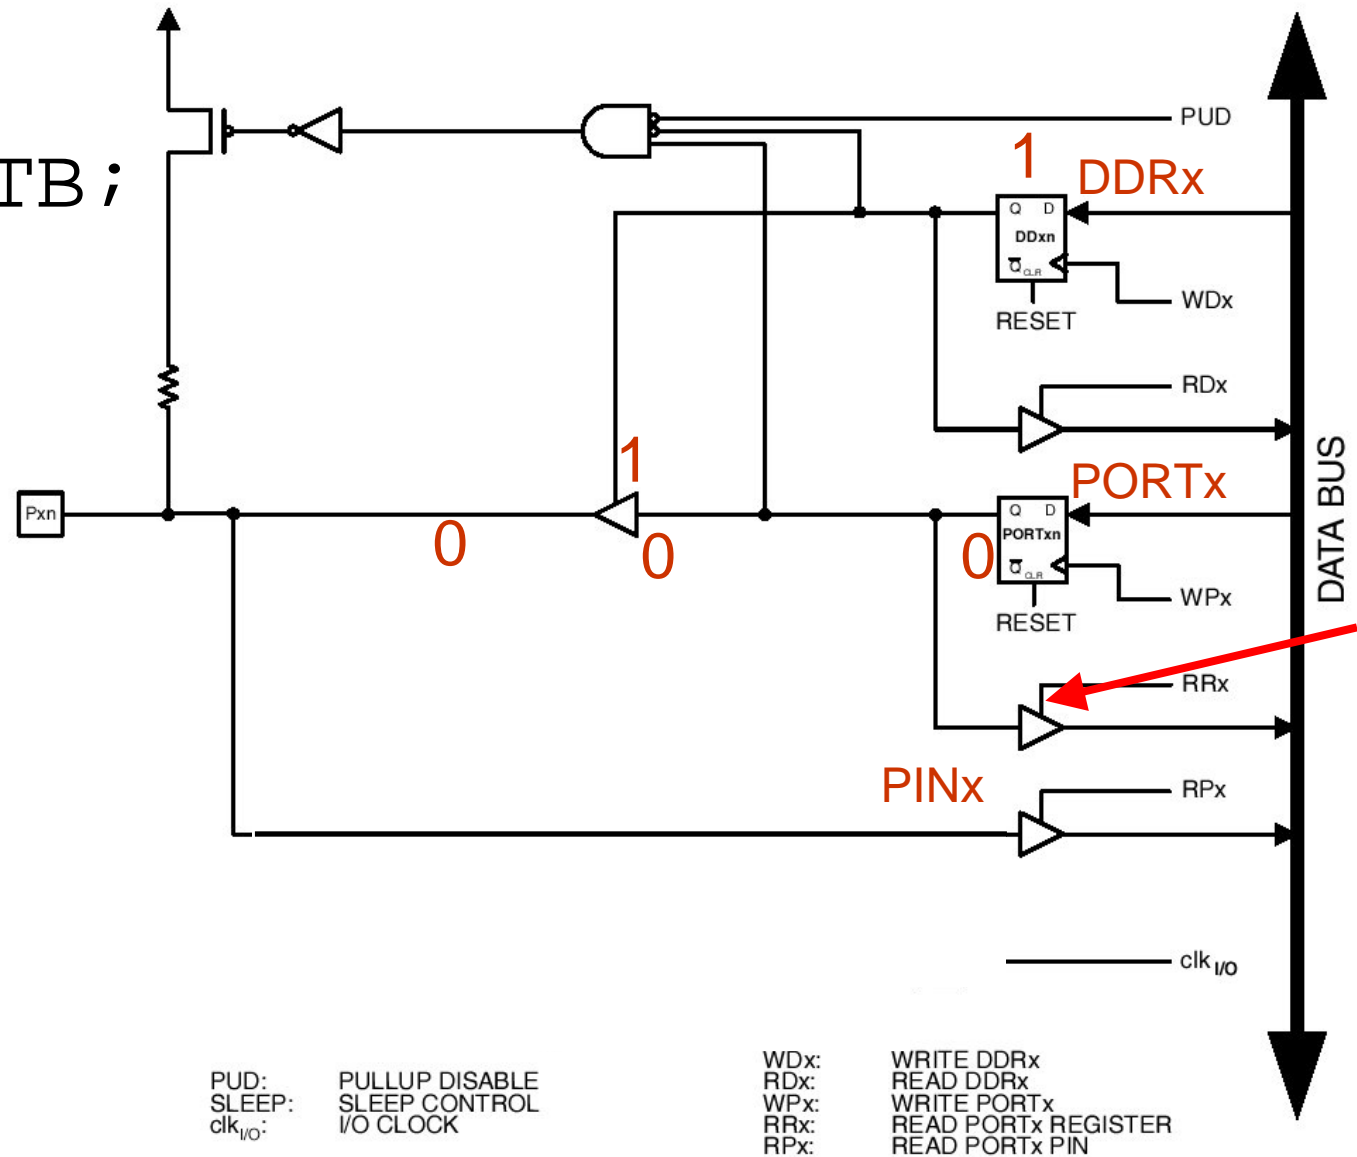 PUD
1
DDRx
TB;
Q D
DDxn
Q CLR
WDx
RESET
RDx
1
PORTx
DATA BUS
Pxn
Q D
0
0
0
PORTxn
Q CLR
WPx
RESET
RRx
PINx
RPx
clk I/O
PUD: PULLUP DISABLE
SLEEP: SLEEP CONTROL
clk I/O: I/O CLOCK
WDx: WRITE DDRx
RDx: READ DDRx
WPx: WRITE PORTx
RRx: READ PORTx REGISTER
RPx: READ PORTx PIN